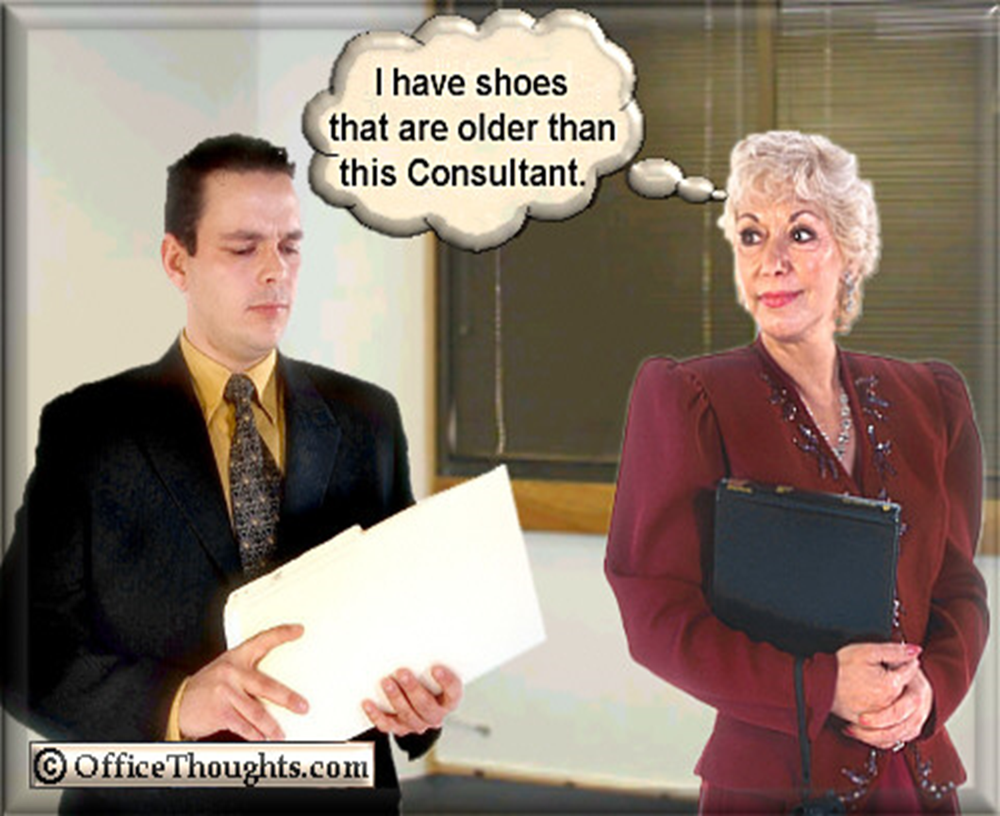 I have shoes
that are older than
this Consultant.
© OfficeThoughts.com